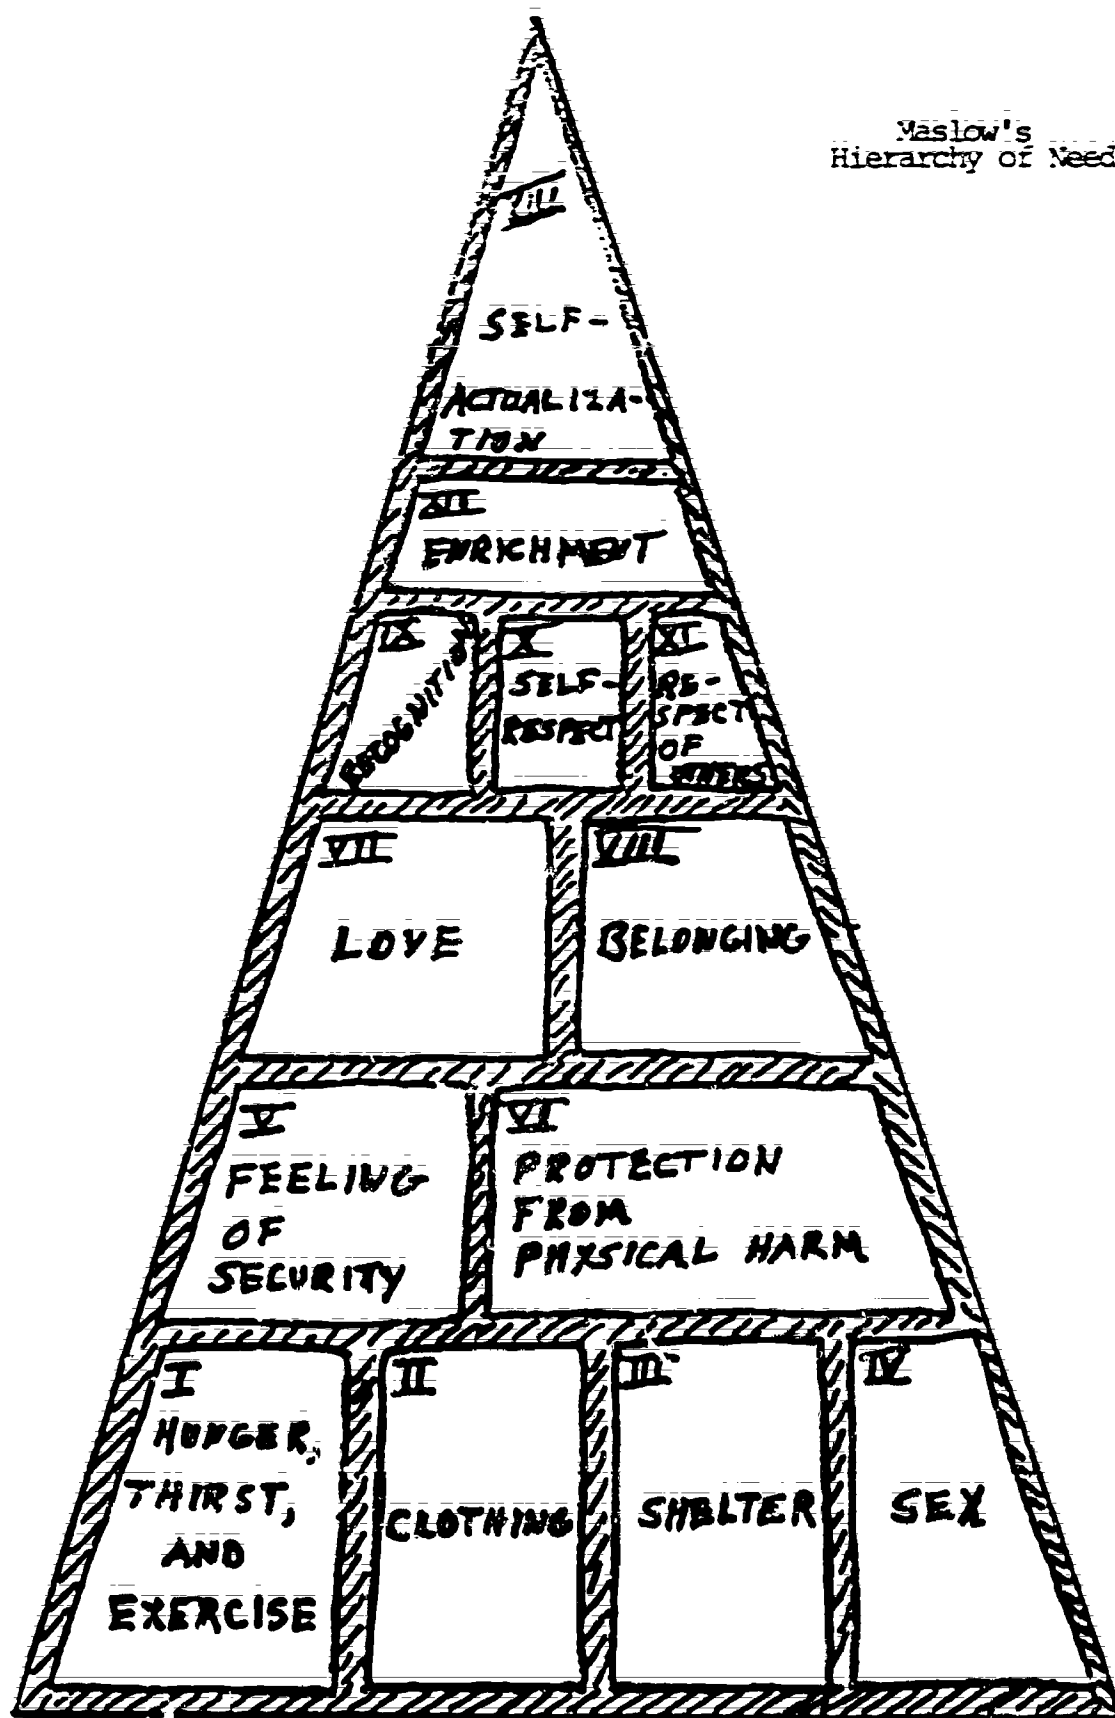 Maslow's
Hierarchy of Need
SELF-
ACTUALIZA-
TION
XII
ENRICHMENT
IX
RECOGNITION
X
SELF-
RESPECT
XI
RE-
SPECT
OF
OTHERS
VII
LOVE
VIII
BELONGING
V
FEELING
OF
SECURITY
VI
PROTECTION
FROM
PHYSICAL HARM
I
HUNGER,
THIRST,
AND
EXERCISE
II
CLOTHING
III
SHELTER
IV
SEX